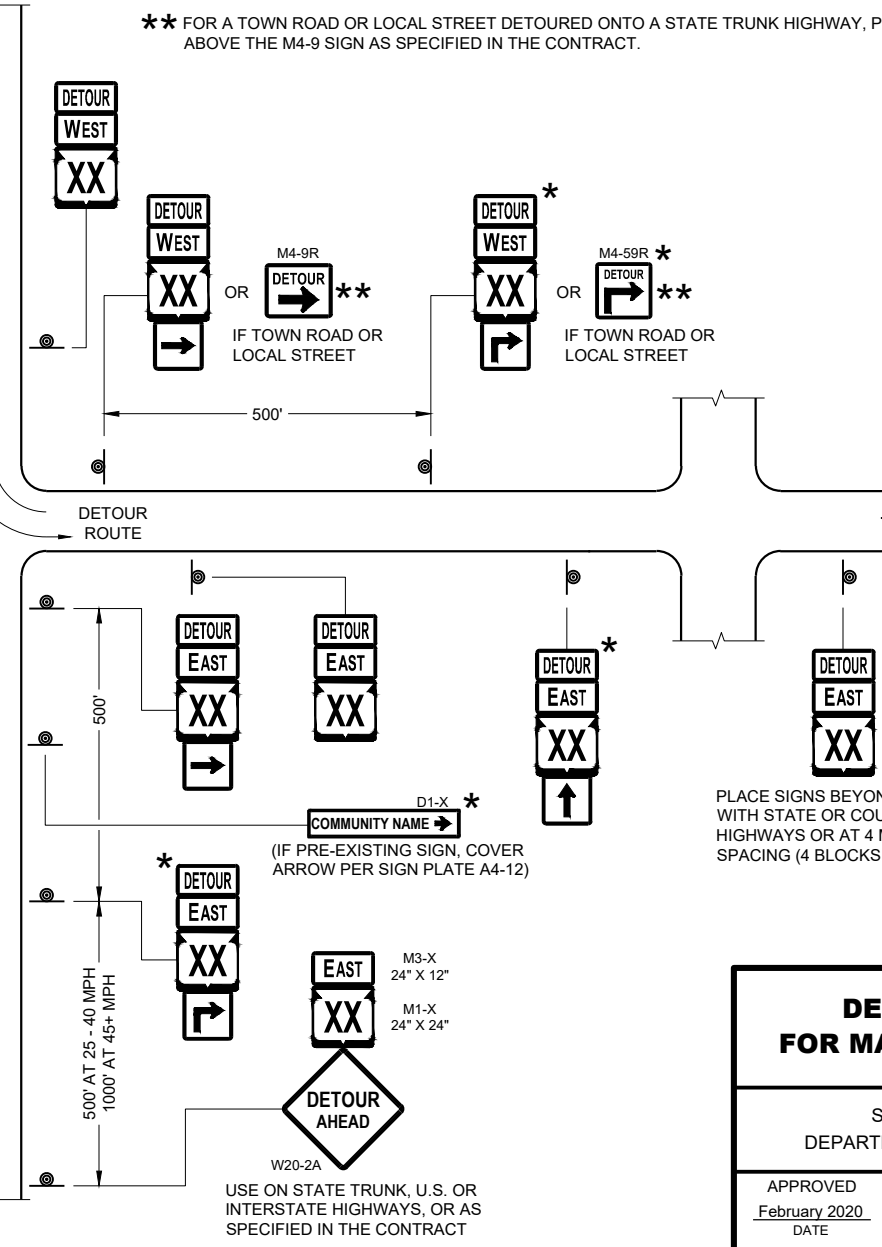 ** FOR A TOWN ROAD OR LOCAL STREET DETOURED ONTO A STATE TRUNK HIGHWAY, P
ABOVE THE M4-9 SIGN AS SPECIFIED IN THE CONTRACT.
DETOUR
WEST
XX
DETOUR
WEST
XX
OR
M4-9R
DETOUR
**
IF TOWN ROAD OR
LOCAL STREET
DETOUR *
WEST
XX
OR
M4-59R *
DETOUR
**
IF TOWN ROAD OR
LOCAL STREET
500'
DETOUR
ROUTE
DETOUR
EAST
XX
DETOUR
EAST
XX
DETOUR *
EAST
XX
DETOUR
EAST
XX
500'
D1-X *
COMMUNITY NAME
(IF PRE-EXISTING SIGN, COVER
ARROW PER SIGN PLATE A4-12)
PLACE SIGNS BEYON
WITH STATE OR COU
HIGHWAYS OR AT 4 M
SPACING (4 BLOCKS
* DETOUR
EAST
XX
500' AT 25 - 40 MPH
1000' AT 45+ MPH
EAST
M3-X
24" X 12"
XX
M1-X
24" X 24"
DETOUR
AHEAD
W20-2A
USE ON STATE TRUNK, U.S. OR
INTERSTATE HIGHWAYS, OR AS
SPECIFIED IN THE CONTRACT
DE
FOR MA
S
DEPART
APPROVED
February 2020
DATE